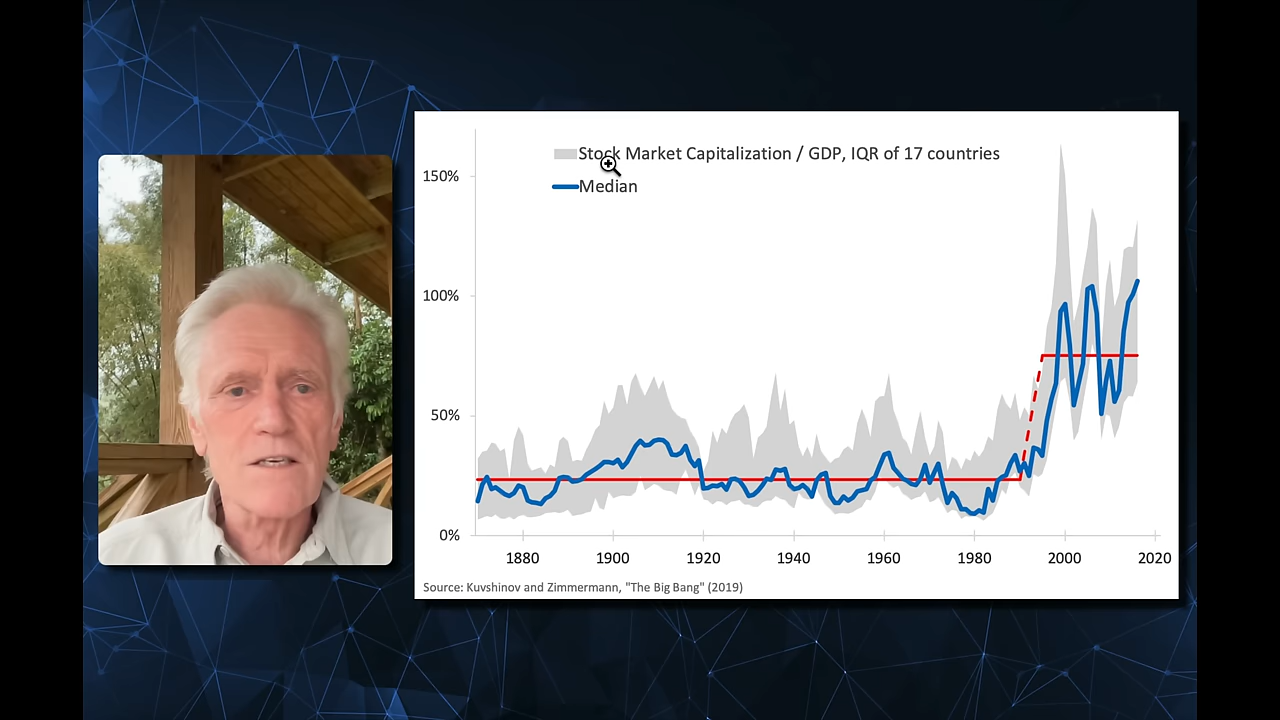 Stock Market Capitalization / GDP, IQR of 17 countries
Median
150%
100%
50%
0%
1880 1900 1920 1940 1960 1980 2000 2020
Source: Kuvshinov and Zimmermann, "The Big Bang" (2019)